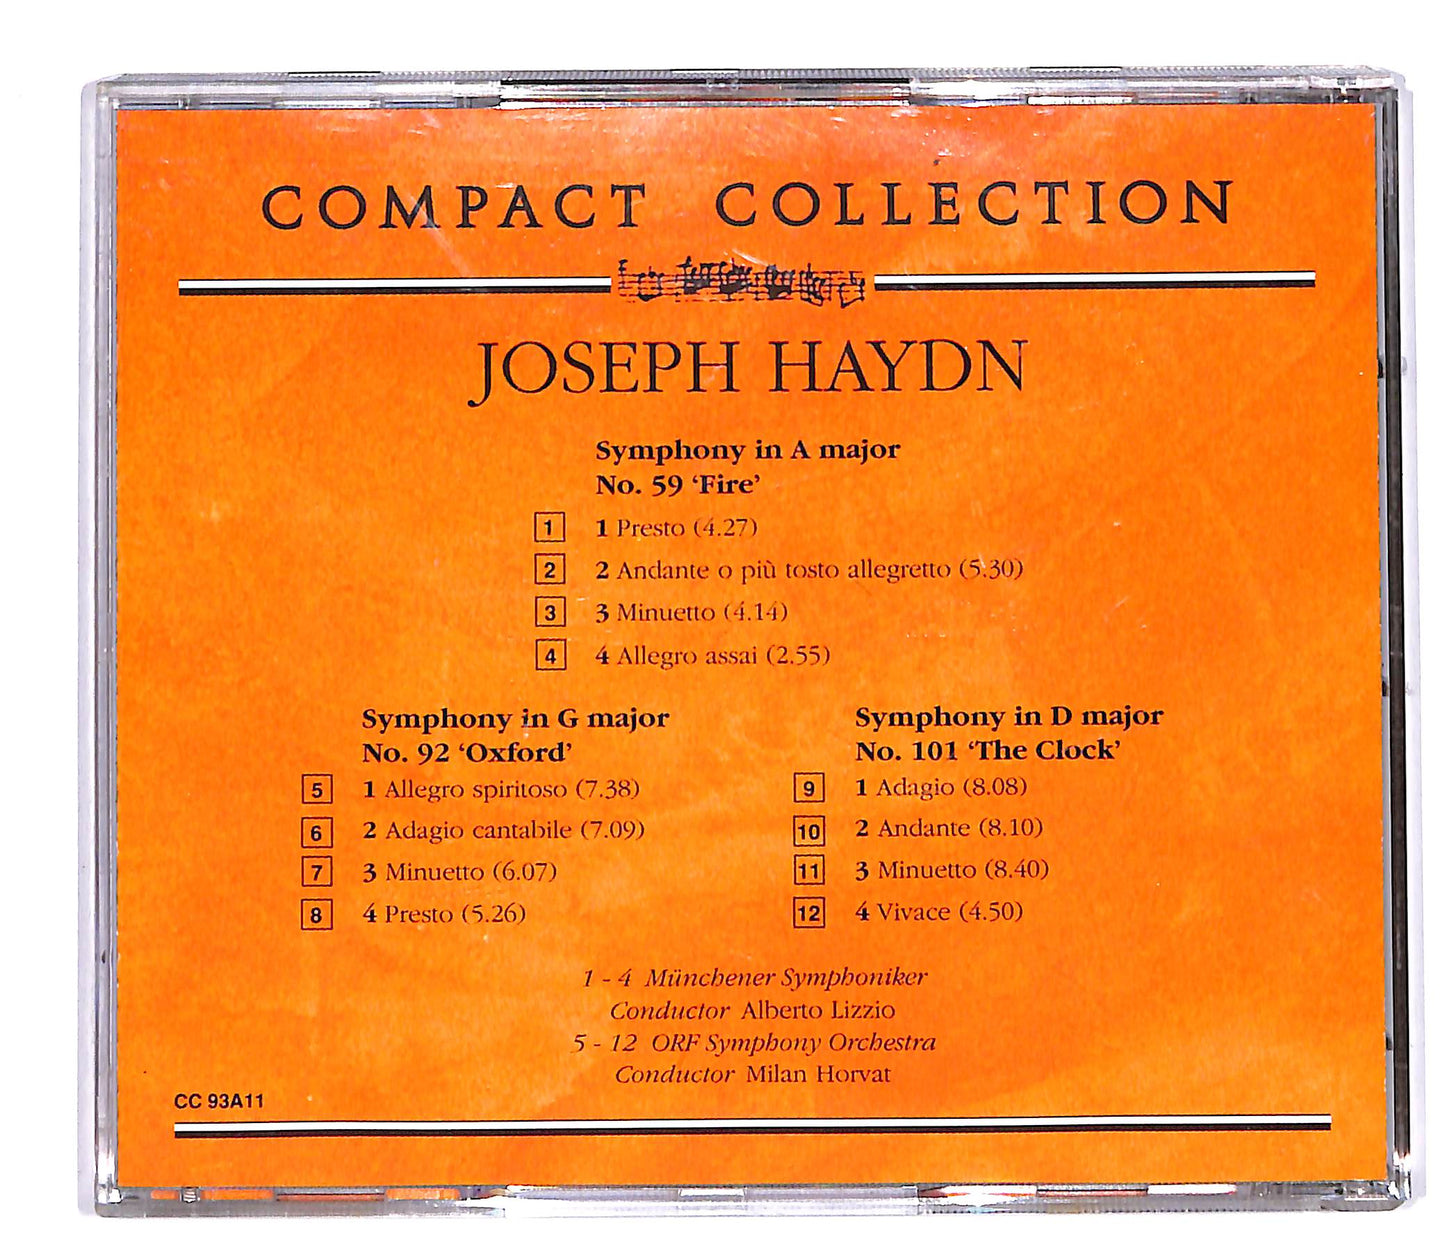 COMPACT COLLECTION
JOSEPH HAYDN
Symphony in A major
No. 59 ‘Fire’
1 1 Presto (4.27)
2 2 Andante o più tosto allegretto (5.30)
3 3 Minuetto (4.14)
4 4 Allegro assai (2.55)
Symphony in G major
No. 92 ‘Oxford’
5 1 Allegro spiritoso (7.38)
6 2 Adagio cantabile (7.09)
7 3 Minuetto (6.07)
8 4 Presto (5.26)
Symphony in D major
No. 101 ‘The Clock’
9 1 Adagio (8.08)
10 2 Andante (8.10)
11 3 Minuetto (8.40)
12 4 Vivace (4.50)
1 - 4 Münchener Symphoniker
Conductor Alberto Lizzio
5 - 12 ORF Symphony Orchestra
Conductor Milan Horvat
CC 93A11